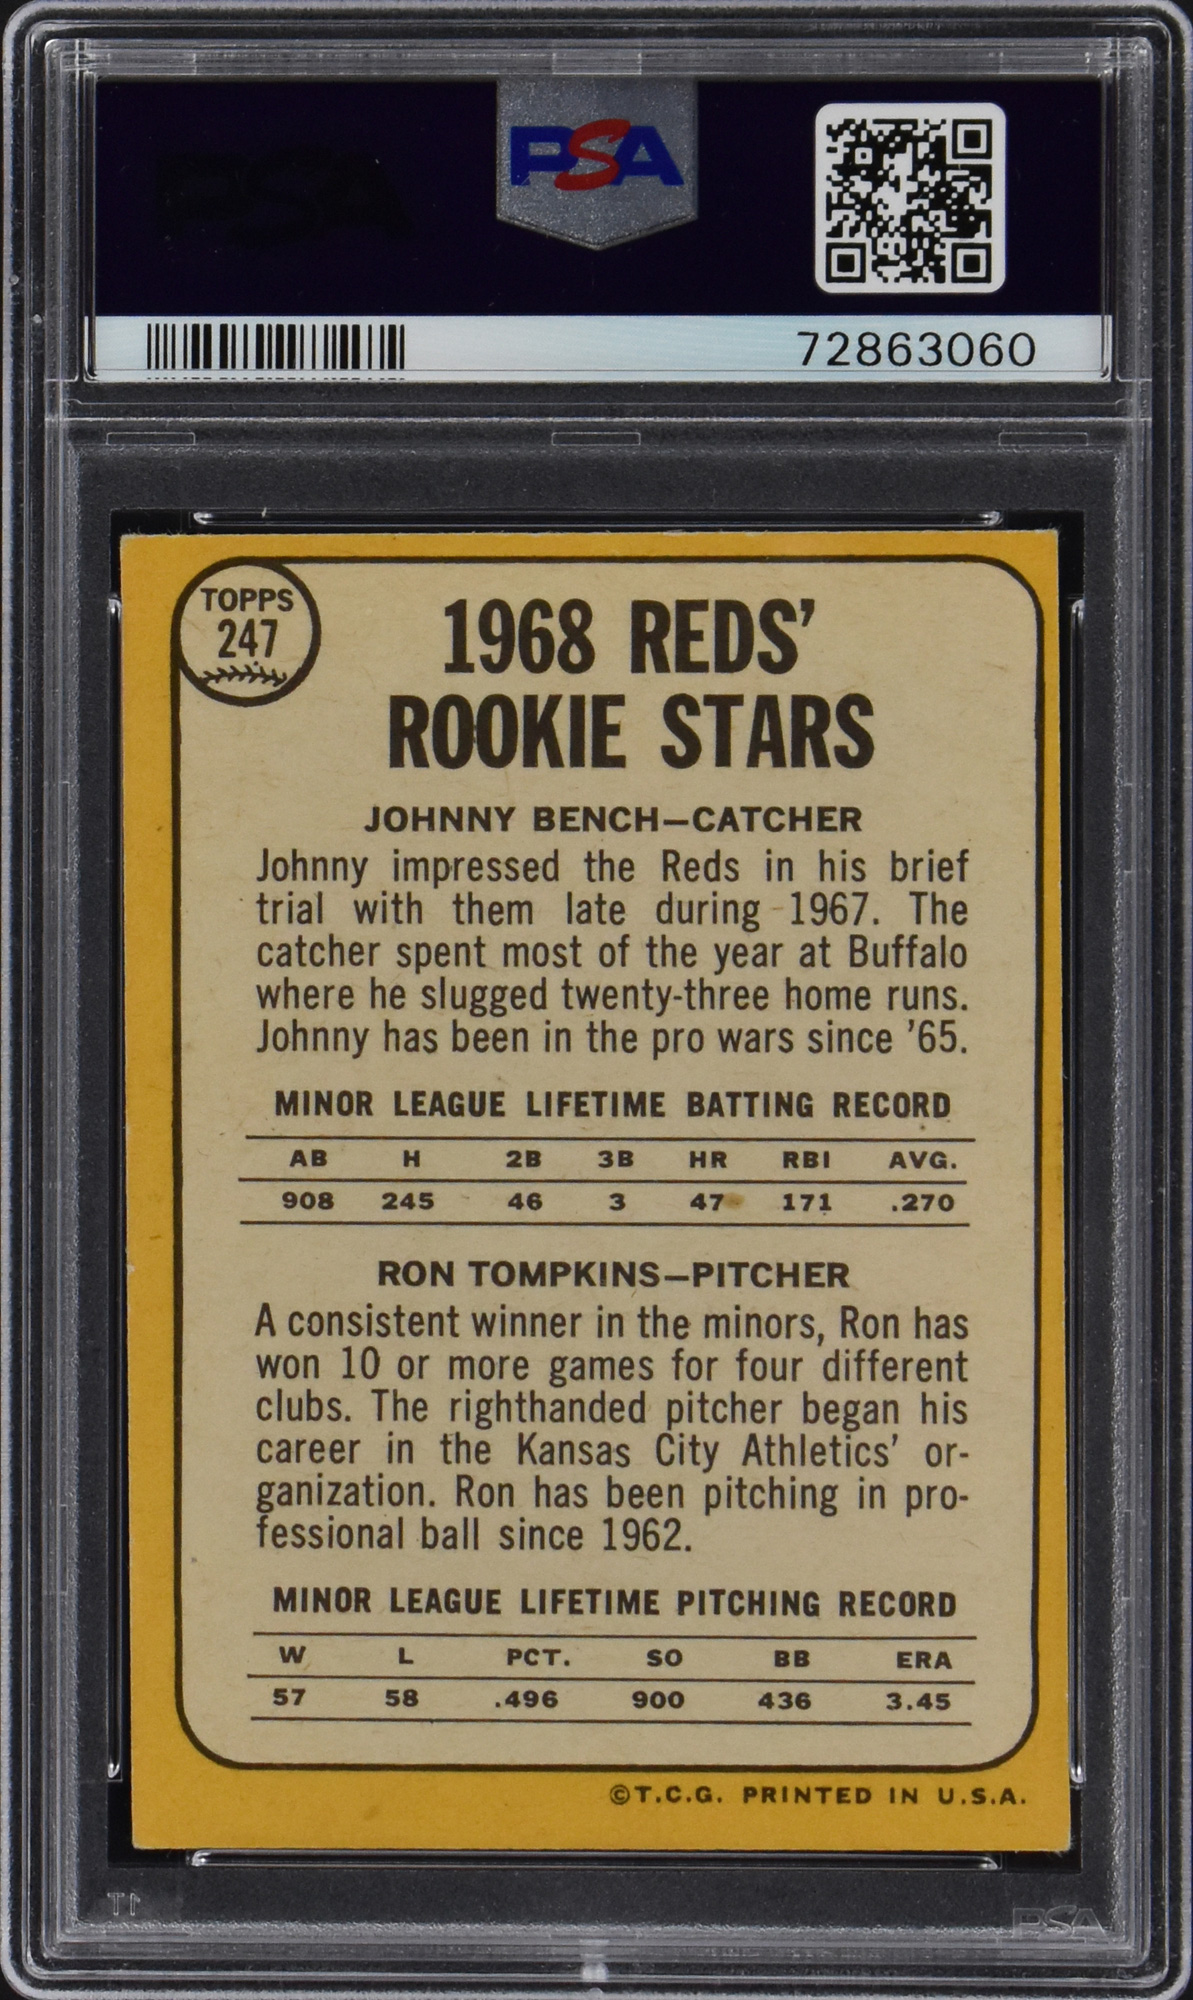 PSA
PSA
72863060
TOPPS
247
1968 REDS’
ROOKIE STARS
JOHNNY BENCH—CATCHER
Johnny impressed the Reds in his brief
trial with them late during 1967. The
catcher spent most of the year at Buffalo
where he slugged twenty-three home runs.
Johnny has been in the pro wars since ’65.
MINOR LEAGUE LIFETIME BATTING RECORD
AB H 2B 3B HR RBI AVG.
908 245 46 3 47 171 .270
RON TOMPKINS—PITCHER
A consistent winner in the minors, Ron has
won 10 or more games for four different
clubs. The righthanded pitcher began his
career in the Kansas City Athletics’ or-
ganization. Ron has been pitching in pro-
fessional ball since 1962.
MINOR LEAGUE LIFETIME PITCHING RECORD
W L PCT. SO BB ERA
57 58 .496 900 436 3.45
©T.C.G. PRINTED IN U.S.A.
PSA